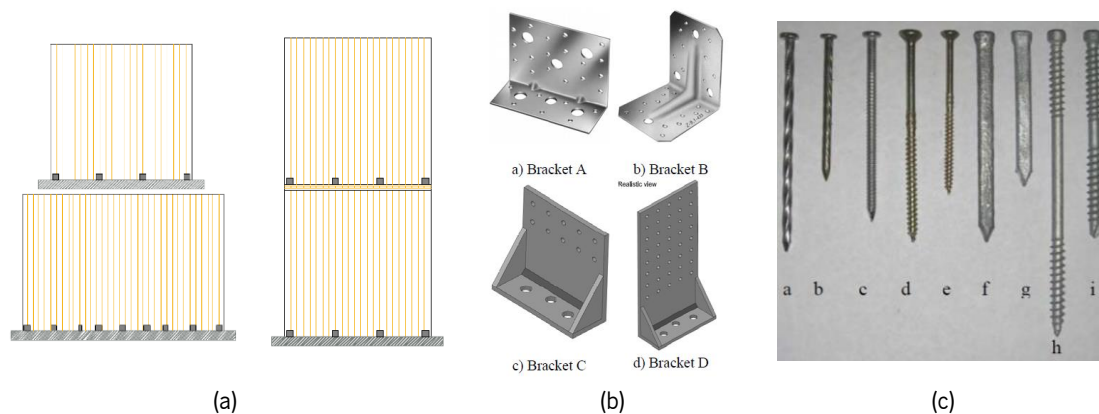 a) Bracket A
b) Bracket B
Realistic view
c) Bracket C
d) Bracket D
a b c d e f g h i
(a)
(b)
(c)